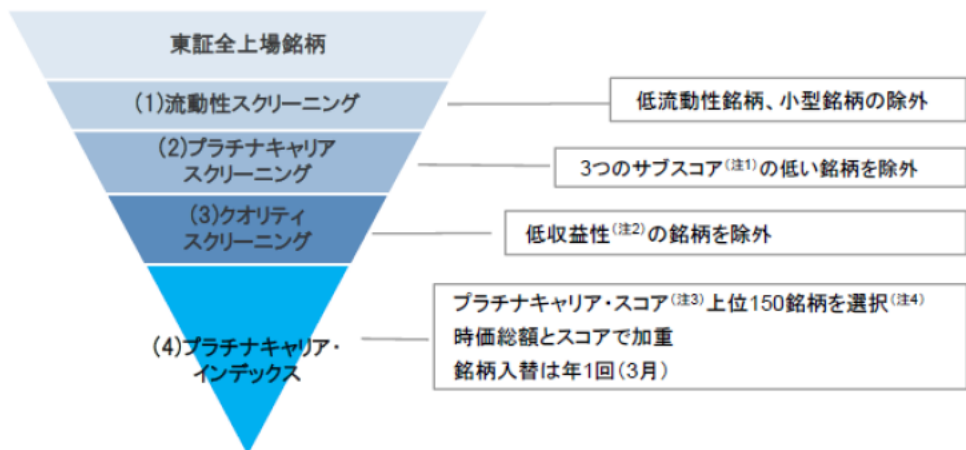 東証全上場銘柄
(1)流動性スクリーニング
低流動性銘柄、小型銘柄の除外
(2)プラチナキャリア
スクリーニング
3つのサブスコア(注1)の低い銘柄を除外
(3)クオリティ
スクリーニング
低収益性(注2)の銘柄を除外
(4)プラチナキャリア・
インデックス
プラチナキャリア・スコア(注3)上位150銘柄を選択(注4)
時価総額とスコアで加重
銘柄入替は年1回(3月)